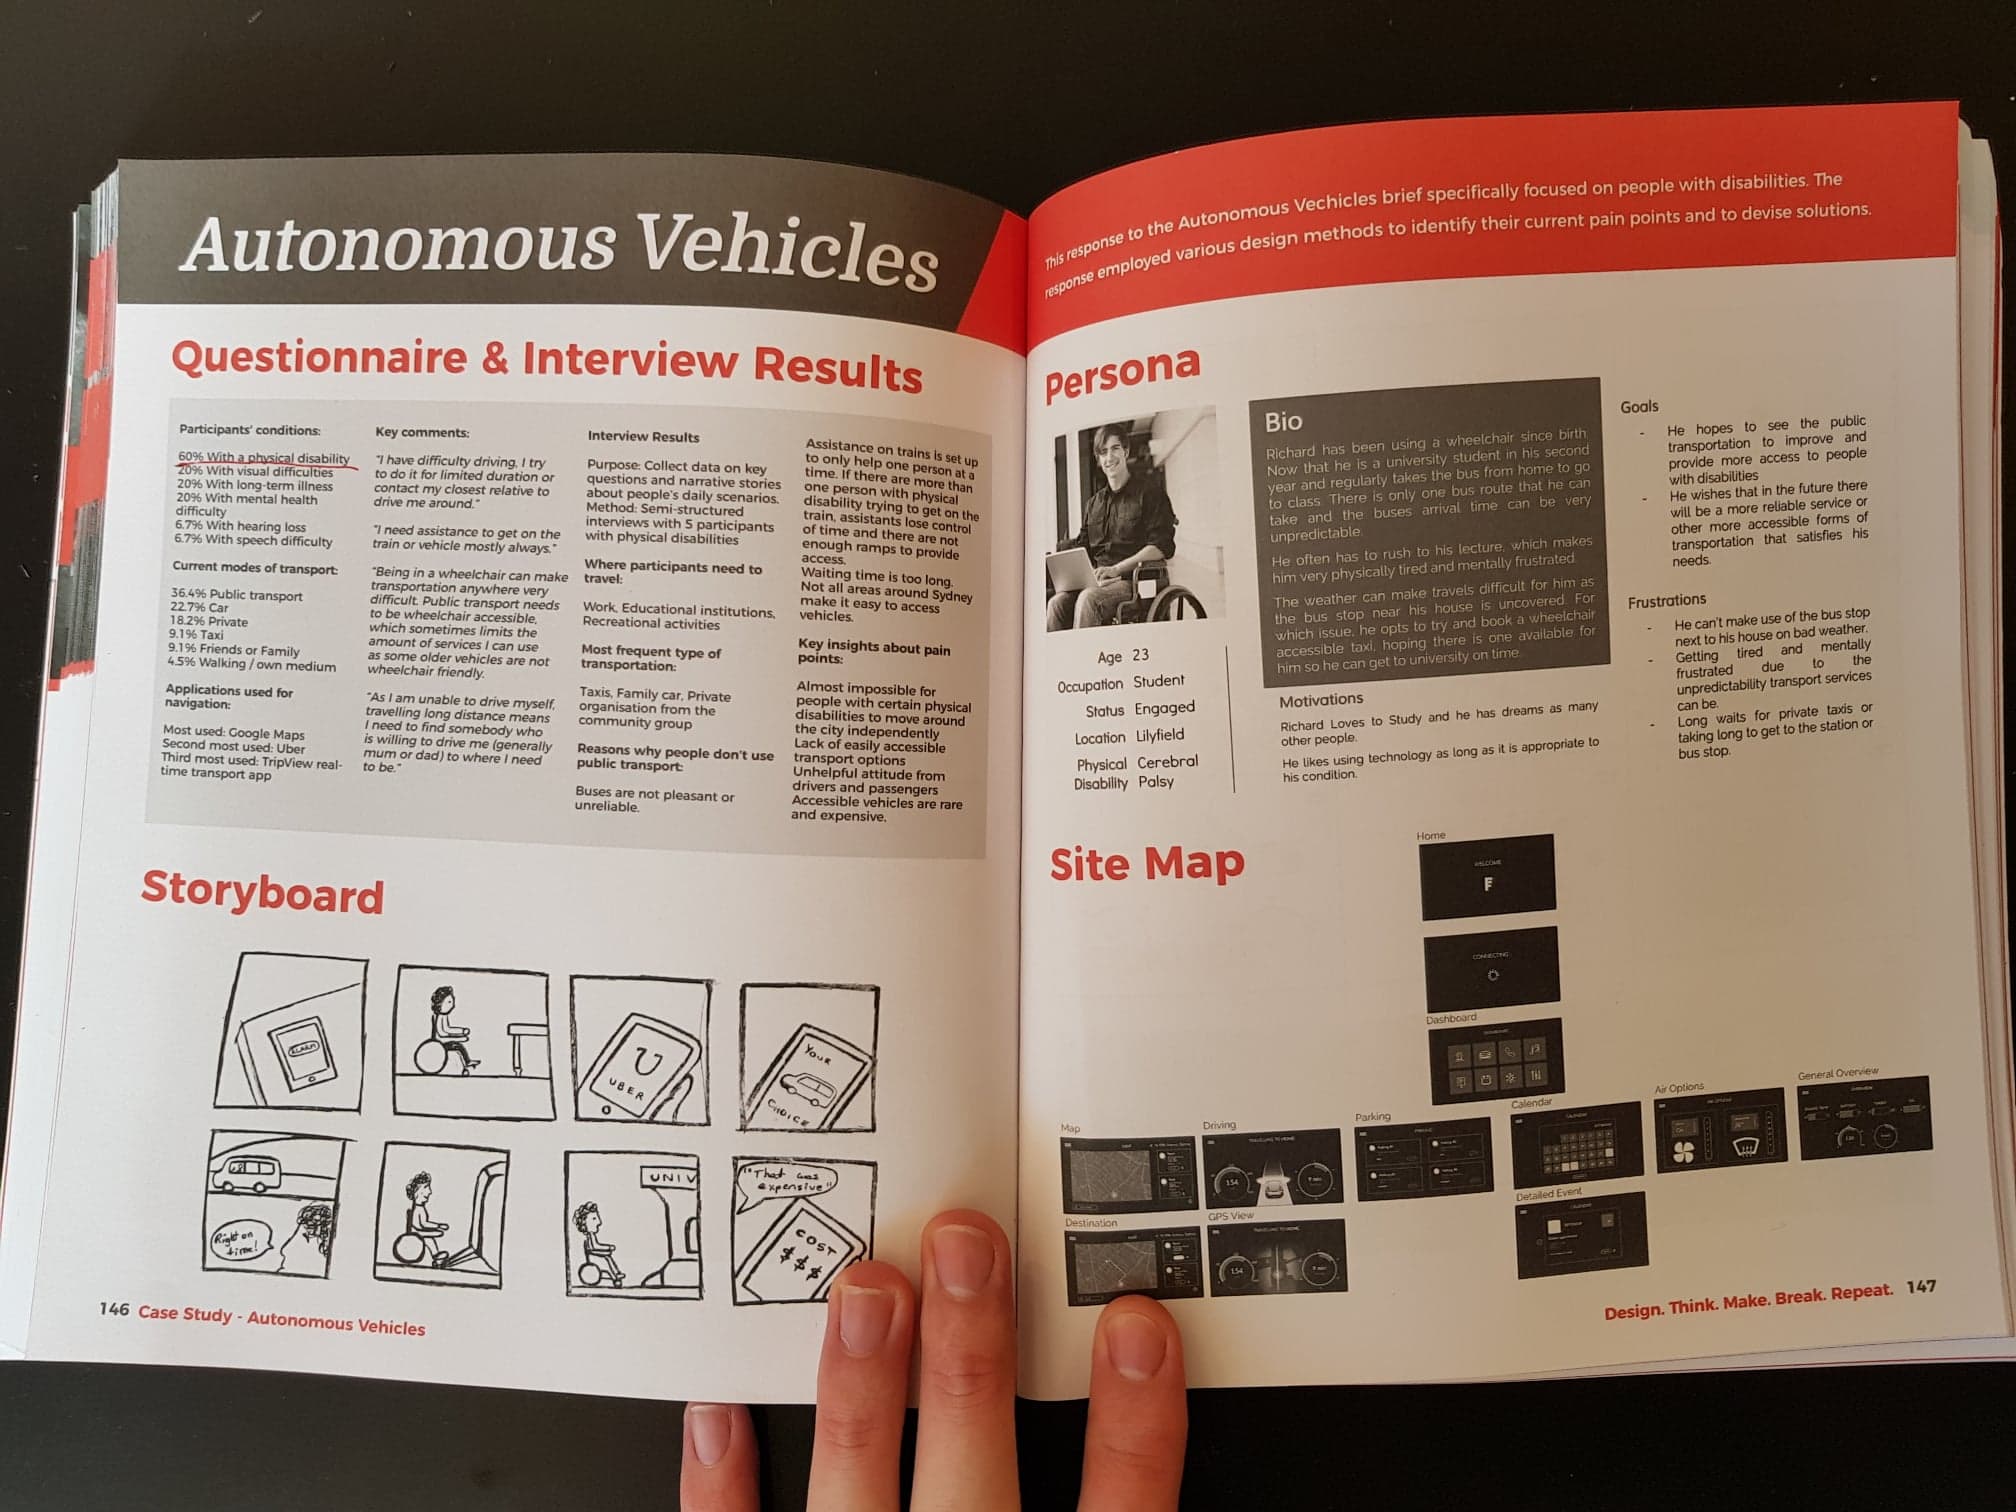 Autonomous Vehicles
Questionnaire & Interview Results
Participants' conditions:
60% With a physical disability
20% With visual difficulties
20% With long-term illness
20% With mental health
difficulty
6.7% With hearing loss
6.7% With speech difficulty
Current modes of transport:
36.4% Public transport
22.7% Car
18.2% Private
9.1% Taxi
9.1% Friends or Family
4.5% Walking / own medium
Applications used for
navigation:
Most used: Google Maps
Second most used: Uber
Third most used: TripView real-
time transport app
Key comments:
"I have difficulty driving, I try
to do it for limited duration or
contact my closest relative to
drive me around."
"I need assistance to get on the
train or vehicle mostly always."
"Being in a wheelchair can make
transportation anywhere very
difficult. Public transport needs
to be wheelchair accessible,
which sometimes limits the
amount of services I can use
as some older vehicles are not
wheelchair friendly.
"As I am unable to drive myself,
travelling long distance means
I need to find somebody who
is willing to drive me (generally
mum or dad) to where I need
to be."
Interview Results
Purpose: Collect data on key
questions and narrative stories
about people's daily scenarios.
Method: Semi-structured
interviews with 5 participants
with physical disabilities
Where participants need to
travel:
Work, Educational institutions,
Recreational activities
Most frequent type of
transportation:
Taxis, Family car, Private
organisation from the
community group
Reasons why people don't use
public transport:
Buses are not pleasant or
unreliable.
Assistance on trains is set up
to only help one person at a
time. If there are more than
one person with physical
disability trying to get on the
train, assistants lose control
of time and there are not
enough ramps to provide
access.
Waiting time is too long.
Not all areas around Sydney
make it easy to access
vehicles.
Key insights about pain
points:
Almost impossible for
people with certain physical
disabilities to move around
the city independently
Lack of easily accessible
transport options
Unhelpful attitude from
drivers and passengers
Accessible vehicles are rare
and expensive.
Storyboard
ALARM
UBER
YOUR
CHOICE
Right on
time!
UNIV
"That was
expensive"
COST
$ $ $
146 Case Study - Autonomous Vehicles
This response to the Autonomous Vechicles brief specifically focused on people with disabilities. The
response employed various design methods to identify their current pain points and to devise solutions.
Persona
Age 23
Occupation Student
Status Engaged
Location Lilyfield
Physical Cerebral
Disability Palsy
Bio
Richard has been using a wheelchair since birth
Now that he is a university student in his second
year and regularly takes the bus from home to go
to class. There is only one bus route that he can
take and the buses arrival time can be very
unpredictable.
He often has to rush to his lecture, which makes
him very physically tired and mentally frustrated.
The weather can make travels difficult for him as
the bus stop near his house is uncovered. For
which issue, he opts to try and book a wheelchair
accessible taxi, hoping there is one available for
him so he can get to university on time.
Motivations
Richard Loves to Study and he has dreams as many
other people.
He likes using technology as long as it is appropriate to
his condition.
Goals
- He hopes to see the public
transportation to improve and
provide more access to people
with disabilities
- He wishes that in the future there
will be a more reliable service or
other more accessible forms of
transportation that satisfies his
needs.
Frustrations
- He can't make use of the bus stop
next to his house on bad weather.
- Getting tired and mentally
frustrated due to the
unpredictability transport services
can be.
- Long waits for private taxis or
taking long to get to the station or
bus stop.
Site Map
Home
WELCOME
F
CONNECTING
Dashboard
DASHBOARD
Map
Driving
TRAVELLING TO HOME
154
Parking
Calendar
CALENDAR
Air Options
General Overview
Destination
GPS View
TRAVELLING TO HOME
154
Detailed Event
CALENDAR
Design. Think. Make. Break. Repeat. 147